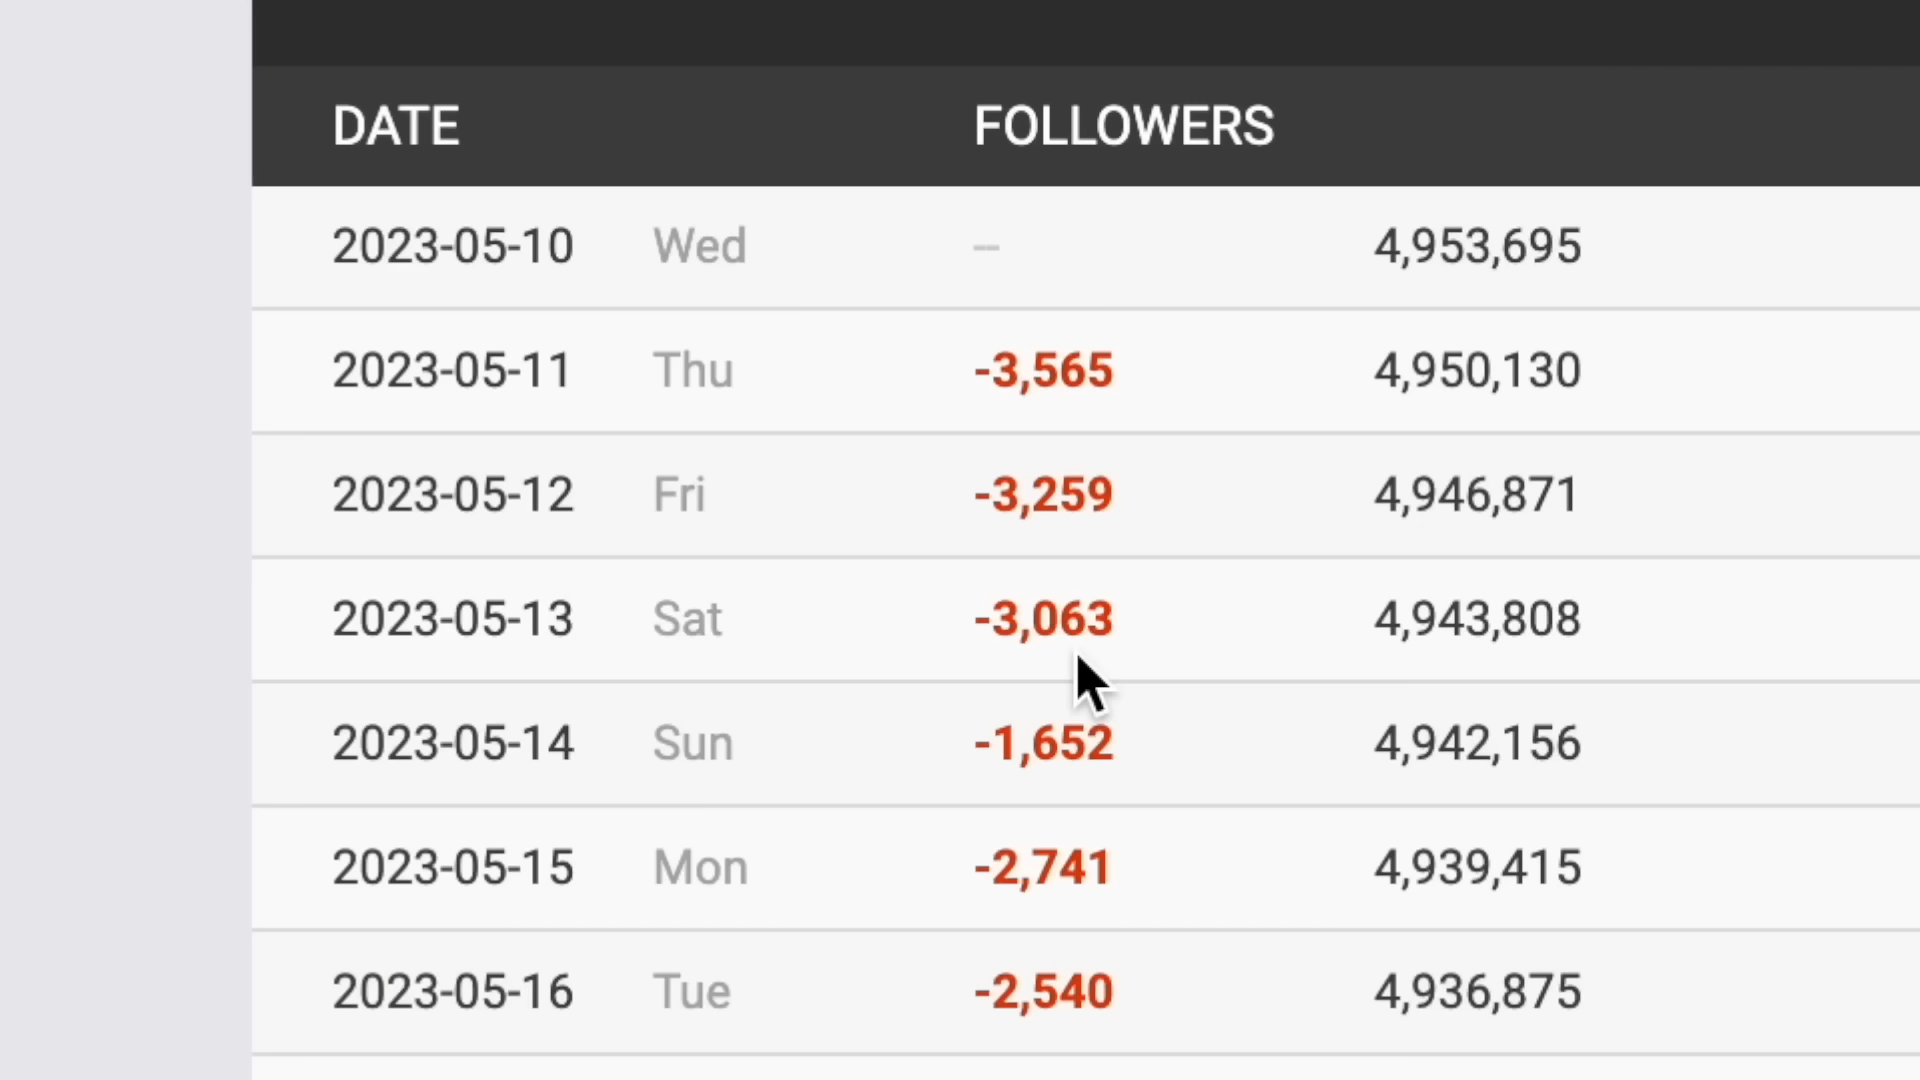 DATE FOLLOWERS
2023-05-10 Wed -- 4,953,695
2023-05-11 Thu -3,565 4,950,130
2023-05-12 Fri -3,259 4,946,871
2023-05-13 Sat -3,063 4,943,808
2023-05-14 Sun -1,652 4,942,156
2023-05-15 Mon -2,741 4,939,415
2023-05-16 Tue -2,540 4,936,875